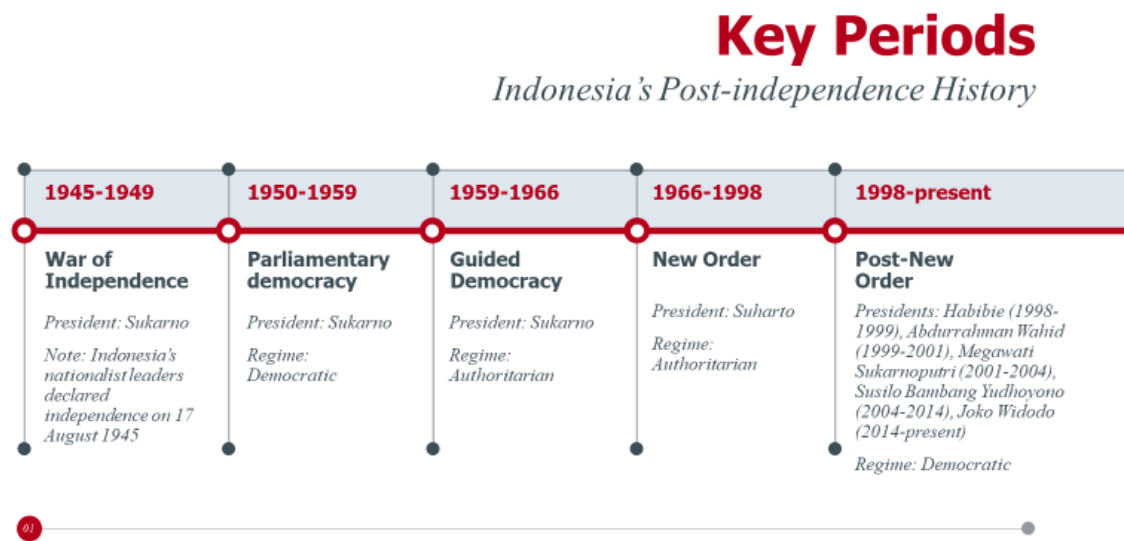 Key Periods
Indonesia's Post-independence History
1945-1949
War of
Independence
President: Sukarno
Note: Indonesia's
nationalist leaders
declared
independence on 17
August 1945
1950-1959
Parliamentary
democracy
President: Sukarno
Regime:
Democratic
1959-1966
Guided
Democracy
President: Sukarno
Regime:
Authoritarian
1966-1998
New Order
President: Suharto
Regime:
Authoritarian
1998-present
Post-New
Order
Presidents: Habibie (1998-
1999), Abdurrahman Wahid
(1999-2001), Megawati
Sukarnoputri (2001-2004),
Susilo Bambang Yudhoyono
(2004-2014), Joko Widodo
(2014-present)
Regime: Democratic
01